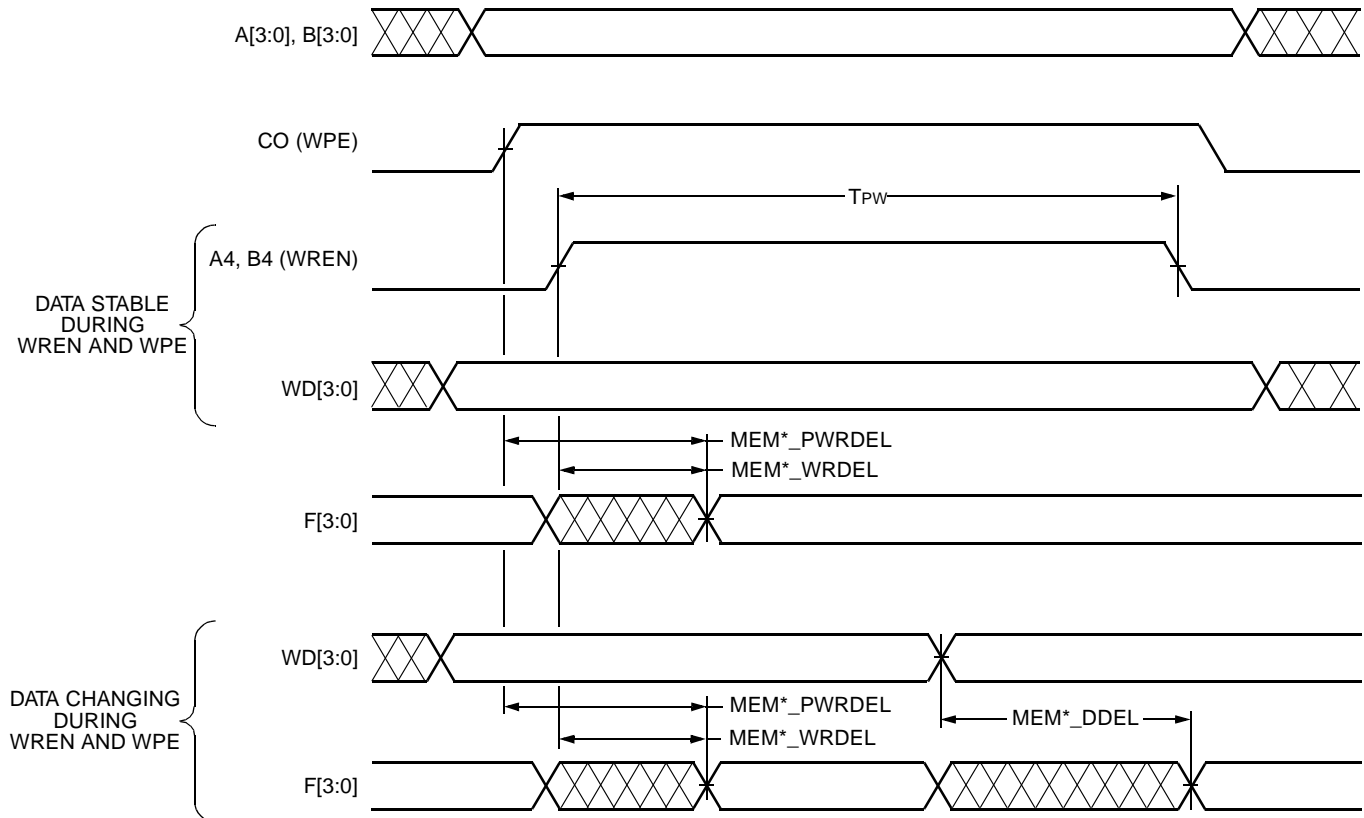 A[3:0], B[3:0]
CO (WPE)
TPW
A4, B4 (WREN)
DATA STABLE
DURING
WREN AND WPE
WD[3:0]
MEM*_PWRDEL
MEM*_WRDEL
F[3:0]
WD[3:0]
DATA CHANGING
DURING
WREN AND WPE
MEM*_PWRDEL
MEM*_DDEL
MEM*_WRDEL
F[3:0]